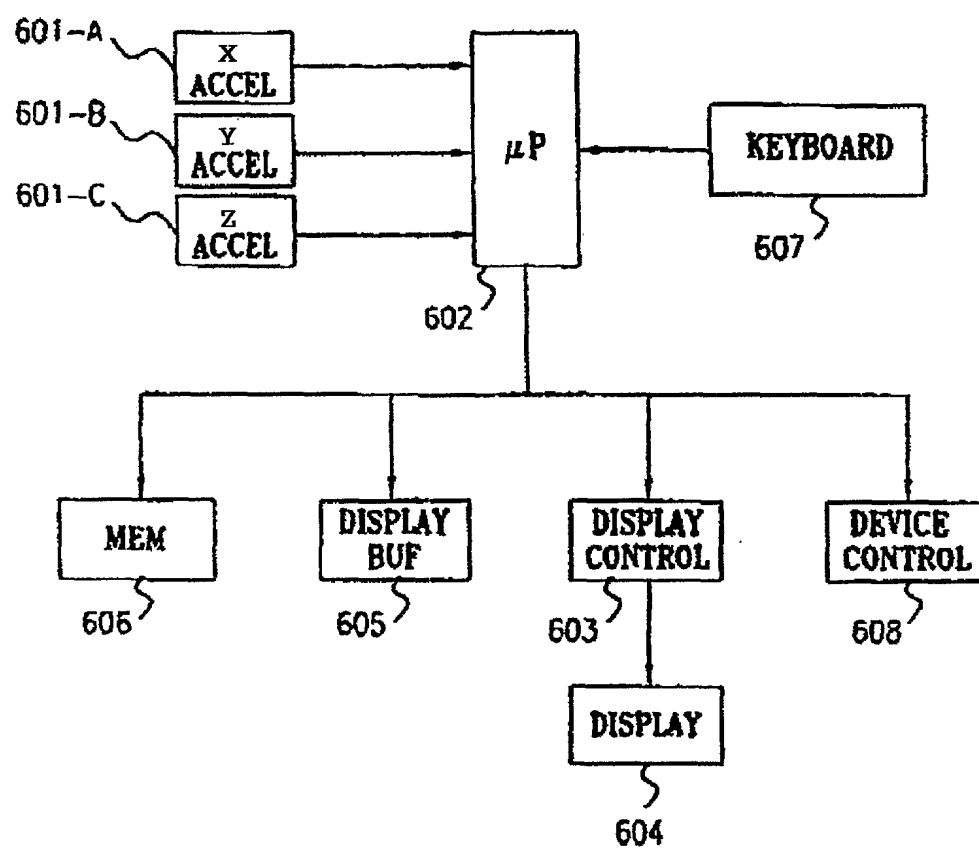 601-A
X
ACCEL
601-B
Y
ACCEL
601-C
Z
ACCEL
μP
602
KEYBOARD
607
MEM
606
DISPLAY
BUF
605
DISPLAY
CONTROL
603
DEVICE
CONTROL
608
DISPLAY
604